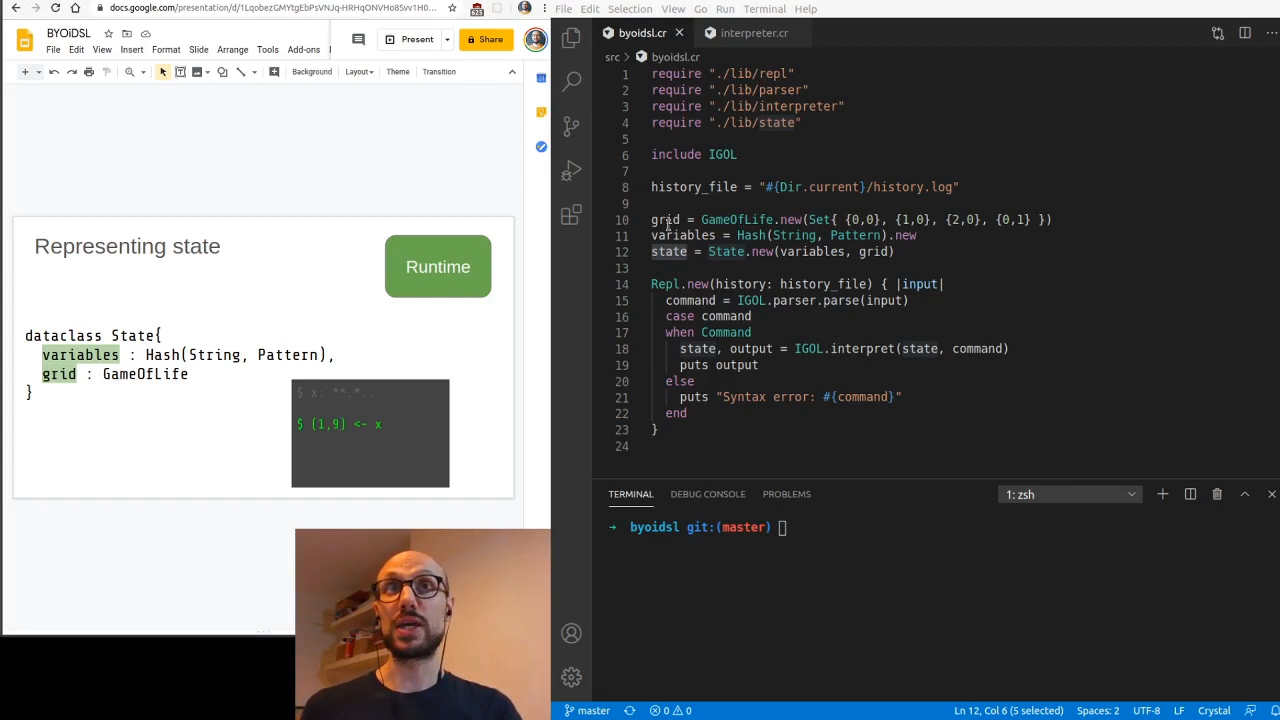 docs.google.com/presentation/d/1LqobezGMYtgEbPsVNJq-HRHqONVHo85vv1H0...
625
BYOiDSL
Present
Share
File Edit View Insert Format Slide Arrange Tools Add-ons
Background Layout Theme Transition
Representing state
Runtime
dataclass State{
variables : Hash(String, Pattern),
grid : GameOfLife
}
$ x: **.*..
$ (1,9) <- x
File Edit Selection View Go Run Terminal Help
byoidsl.cr
interpreter.cr
src > byoidsl.cr
1 require "./lib/repl"
2 require "./lib/parser"
3 require "./lib/interpreter"
4 require "./lib/state"
5
6 include IGOL
7
8 history_file = "#{Dir.current}/history.log"
9
10 grid = GameOfLife.new(Set{ {0,0}, {1,0}, {2,0}, {0,1} })
11 variables = Hash(String, Pattern).new
12 state = State.new(variables, grid)
13
14 Repl.new(history: history_file) { |input|
15 command = IGOL.parser.parse(input)
16 case command
17 when Command
18 state, output = IGOL.interpret(state, command)
19 puts output
20 else
21 puts "Syntax error: #{command}"
22 end
23 }
24
TERMINAL DEBUG CONSOLE PROBLEMS
1: zsh
→ byoidsl git:(master)
master
0 0
Ln 12, Col 6 (5 selected) Spaces: 2 UTF-8 LF Crystal